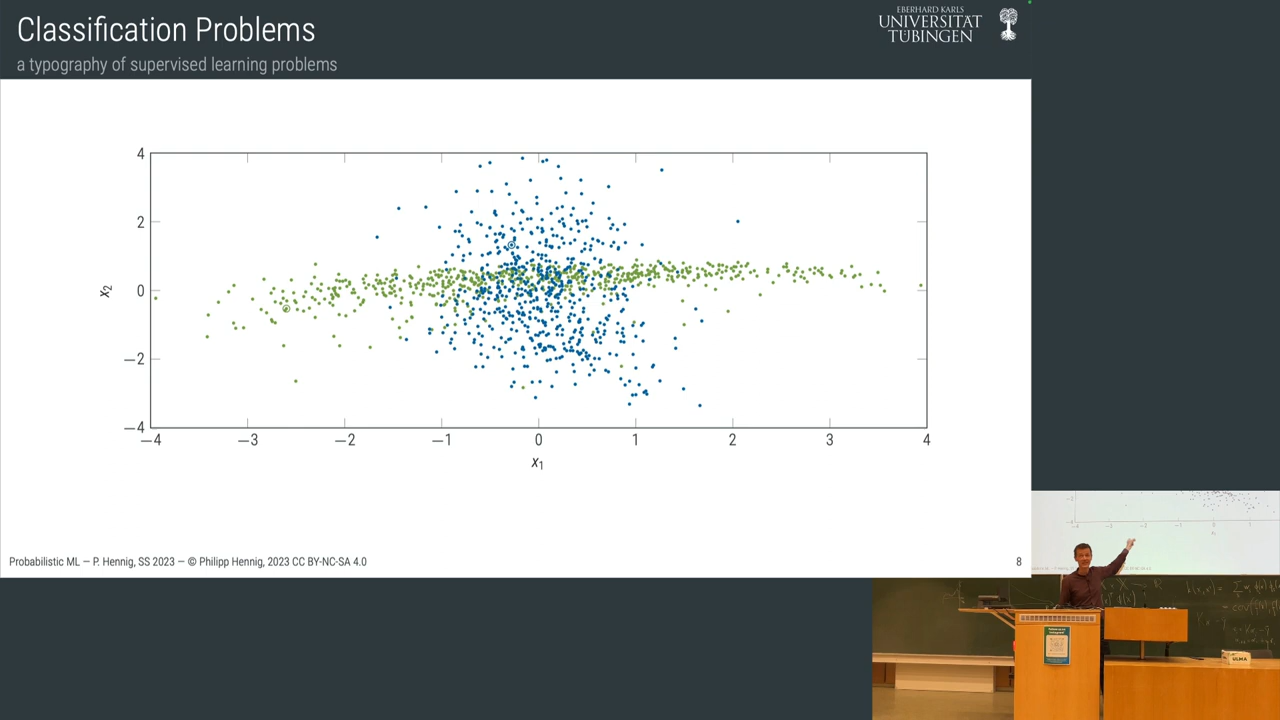 Classification Problems
a typography of supervised learning problems
EBERHARD KARLS
UNIVERSITÄT
TÜBINGEN
4
2
0
−2
−4
x2
−4 −3 −2 −1 0 1 2 3 4
x1
Probabilistic ML — P. Hennig, SS 2023 — © Philipp Hennig, 2023 CC BY-NC-SA 4.0
8
ULMA